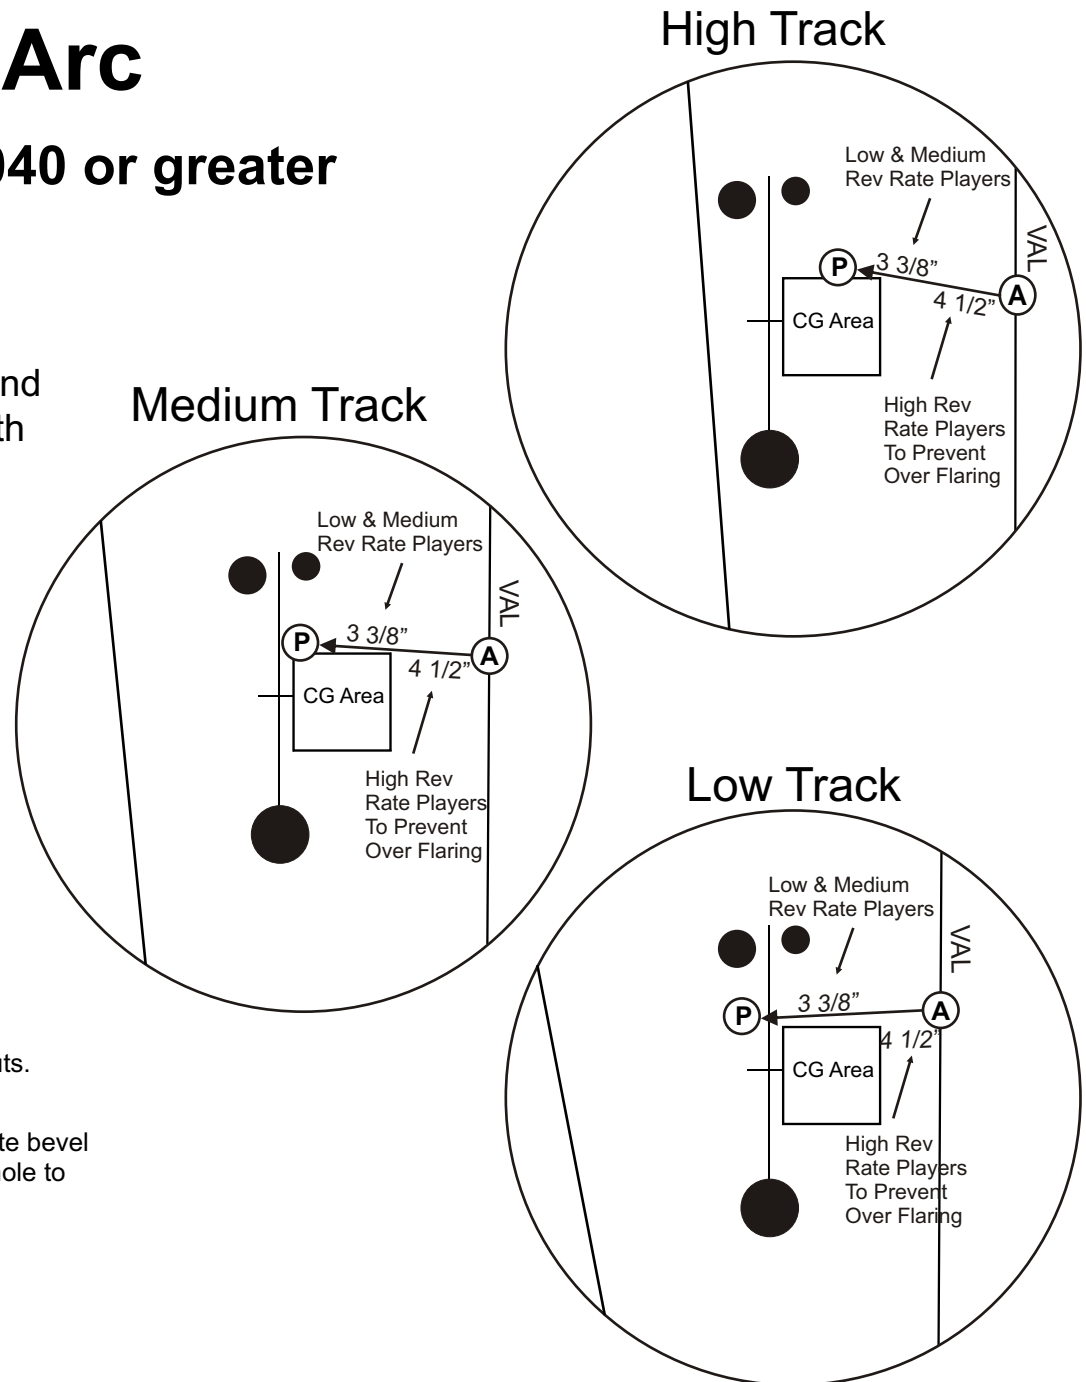 Arc
040 or greater
nd
th
High Track
Low & Medium
Rev Rate Players
VAL
P
3 3/8”
4 1/2”
A
CG Area
High Rev
Rate Players
To Prevent
Over Flaring
Medium Track
Low & Medium
Rev Rate Players
VAL
P
3 3/8”
4 1/2”
A
CG Area
High Rev
Rate Players
To Prevent
Over Flaring
Low Track
Low & Medium
Rev Rate Players
VAL
P
3 3/8”
A
4 1/2”
CG Area
High Rev
Rate Players
To Prevent
Over Flaring
uts.
te bevel
hole to